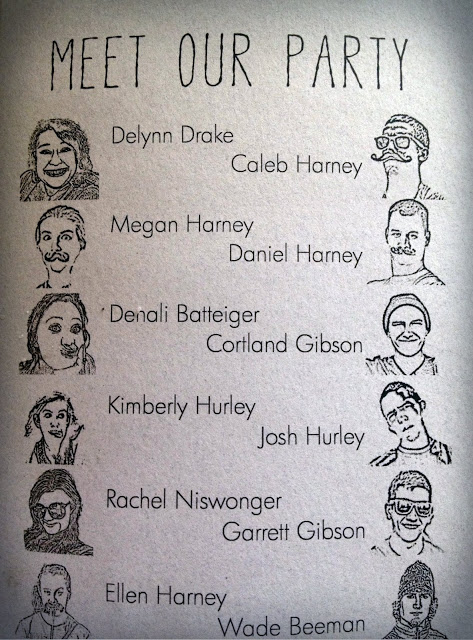 MEET OUR PARTY
Delynn Drake
Caleb Harney
Megan Harney
Daniel Harney
Denali Batteiger
Cortland Gibson
Kimberly Hurley
Josh Hurley
Rachel Niswonger
Garrett Gibson
Ellen Harney
Wade Beeman